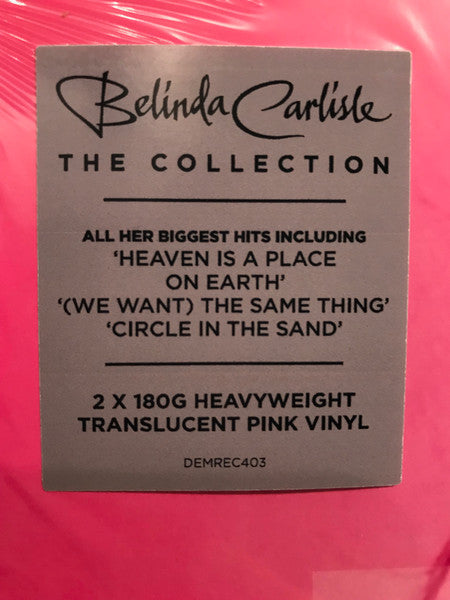 Belinda Carlisle
THE COLLECTION
ALL HER BIGGEST HITS INCLUDING
‘HEAVEN IS A PLACE
ON EARTH’
‘(WE WANT) THE SAME THING’
‘CIRCLE IN THE SAND’
2 X 180G HEAVYWEIGHT
TRANSLUCENT PINK VINYL
DEMREC403